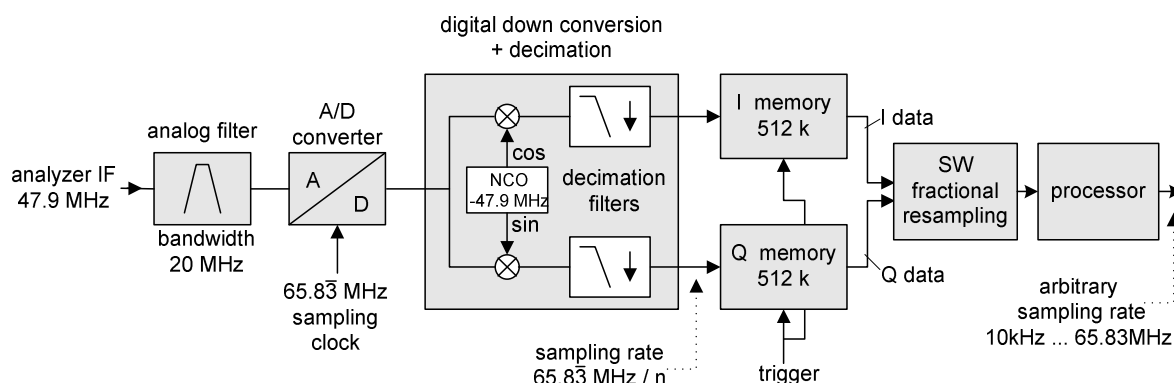 digital down conversion
+ decimation
analog filter
A/D
converter
analyzer IF
47.9 MHz
A
D
bandwidth
20 MHz
65.83̅ MHz
sampling
clock
cos
NCO
-47.9 MHz
sin
decimation
filters
I memory
512 k
Q memory
512 k
I data
Q data
SW
fractional
resampling
processor
sampling rate
65.83̅ MHz / n
trigger
arbitrary
sampling rate
10kHz ... 65.83MHz